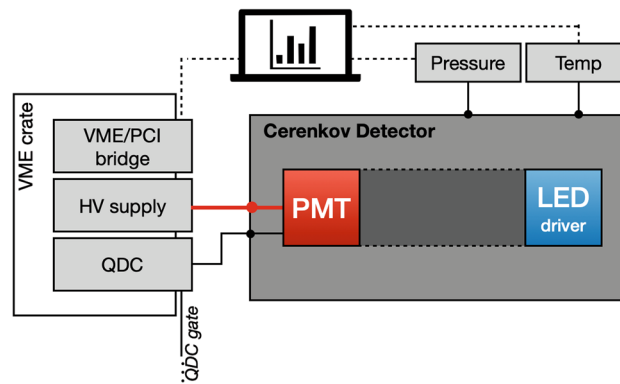 Pressure
Temp
VME crate
VME/PCI
bridge
HV supply
QDC
QDC gate
Cerenkov Detector
PMT
LED
driver